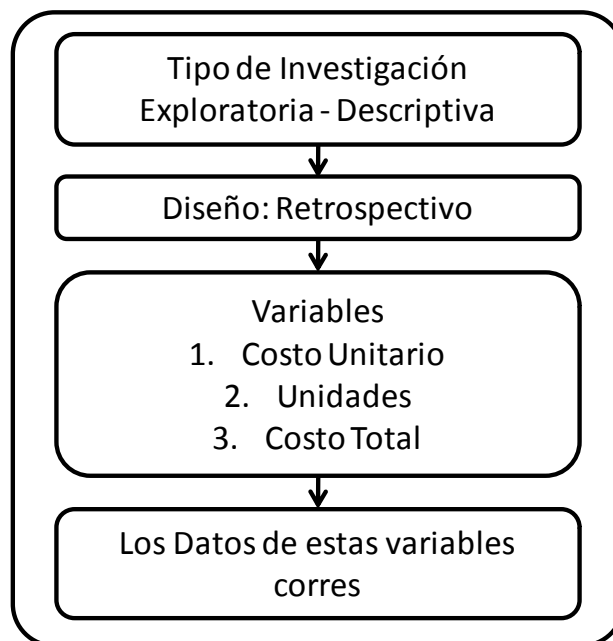 Tipo de Investigación
Exploratoria - Descriptiva
Diseño: Retrospectivo
Variables
1. Costo Unitario
2. Unidades
3. Costo Total
Los Datos de estas variables
corres